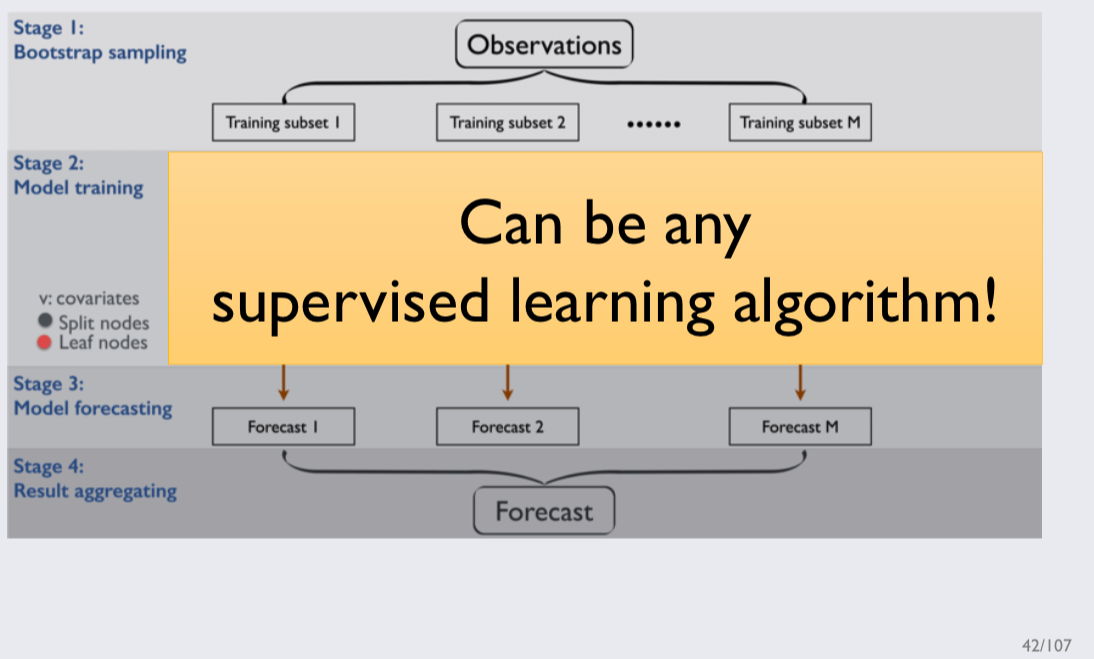 Stage 1:
Bootstrap sampling
Observations
Training subset 1
Training subset 2
......
Training subset M
Stage 2:
Model training
Can be any
supervised learning algorithm!
v: covariates
Split nodes
Leaf nodes
Stage 3:
Model forecasting
Forecast 1
Forecast 2
Forecast M
Stage 4:
Result aggregating
Forecast
42/107